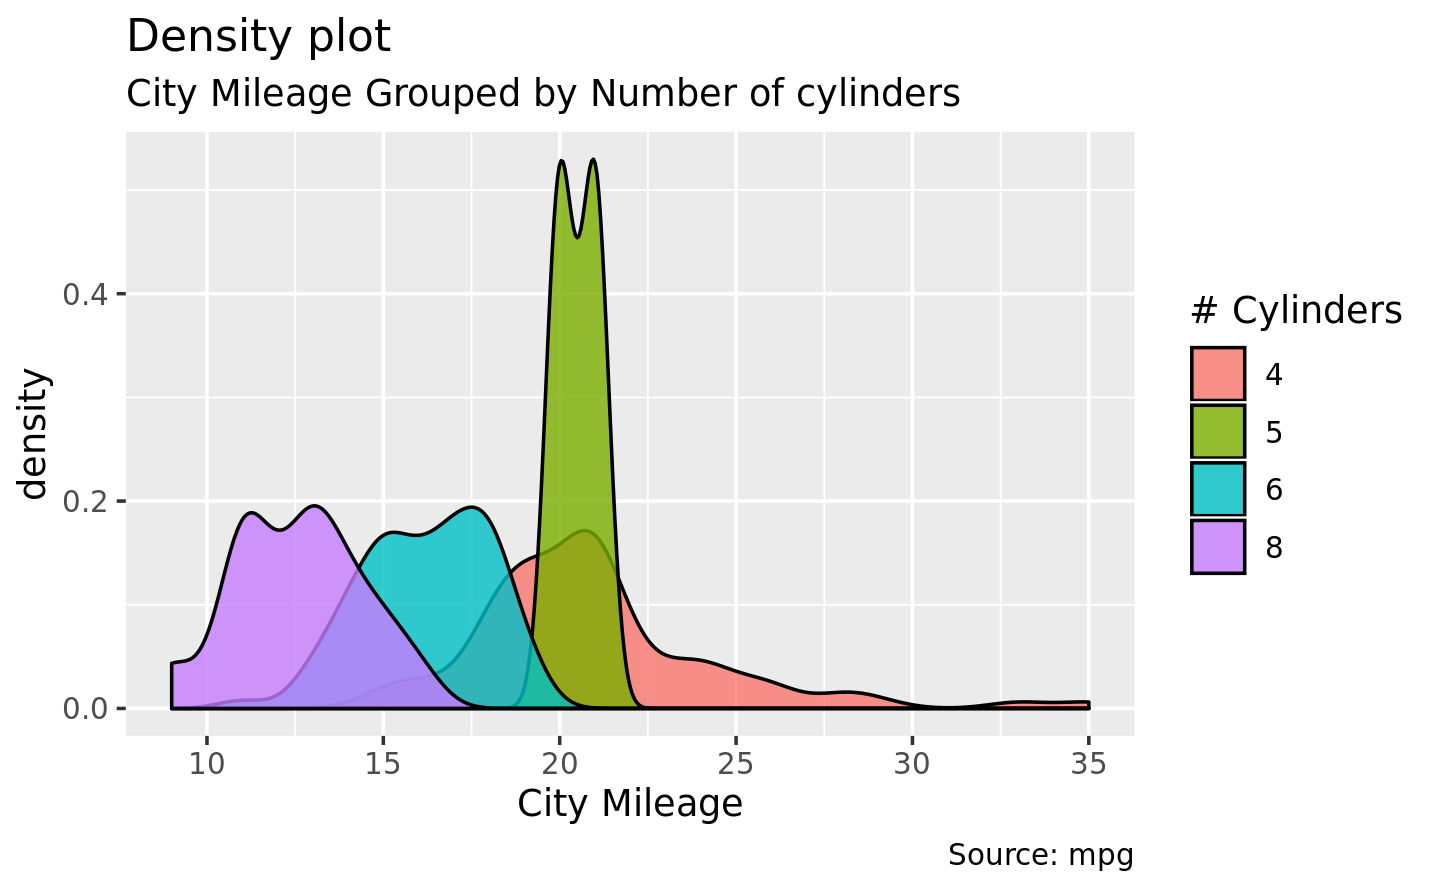 Density plot
City Mileage Grouped by Number of cylinders
density
0.4
0.2
0.0
10 15 20 25 30 35
City Mileage
# Cylinders
4
5
6
8
Source: mpg